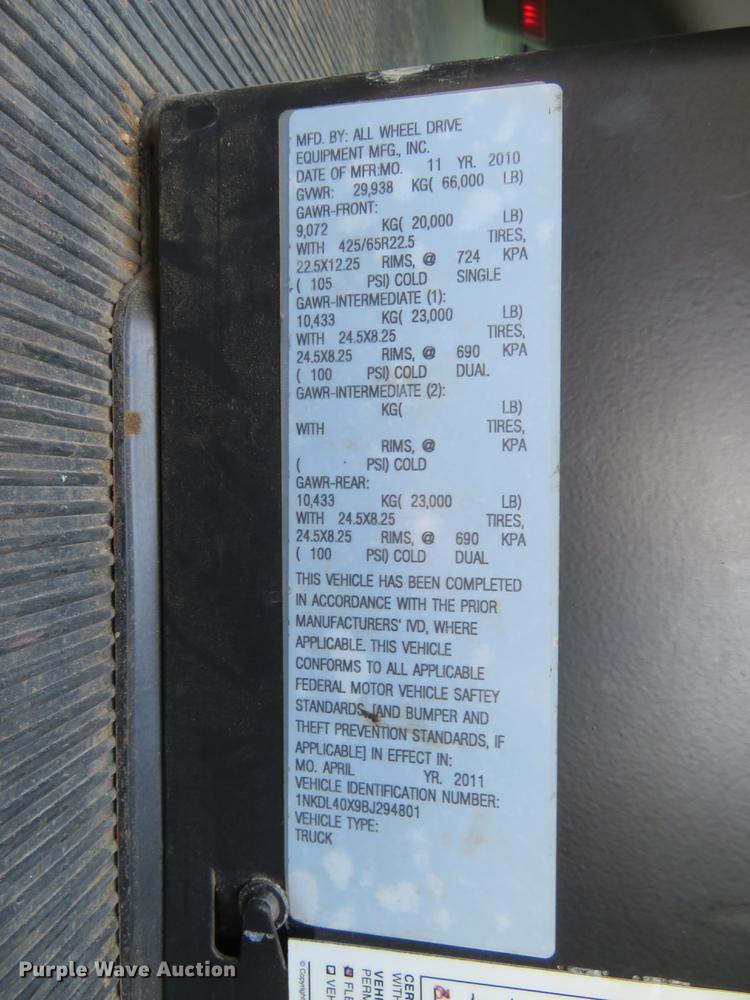 MFD. BY: ALL WHEEL DRIVE
EQUIPMENT MFG., INC.
DATE OF MFR:MO. 11 YR. 2010
GVWR: 29,938 KG( 66,000 LB)
GAWR-FRONT:
9,072 KG( 20,000 LB)
WITH 425/65R22.5 TIRES,
22.5X12.25 RIMS, @ 724 KPA
( 105 PSI) COLD SINGLE
GAWR-INTERMEDIATE (1):
10,433 KG( 23,000 LB)
WITH 24.5X8.25 TIRES,
24.5X8.25 RIMS, @ 690 KPA
( 100 PSI) COLD DUAL
GAWR-INTERMEDIATE (2):
KG( LB)
WITH TIRES,
RIMS, @ KPA
( PSI) COLD
GAWR-REAR:
10,433 KG( 23,000 LB)
WITH 24.5X8.25 TIRES,
24.5X8.25 RIMS, @ 690 KPA
( 100 PSI) COLD DUAL
THIS VEHICLE HAS BEEN COMPLETED
IN ACCORDANCE WITH THE PRIOR
MANUFACTURERS' IVD, WHERE
APPLICABLE. THIS VEHICLE
CONFORMS TO ALL APPLICABLE
FEDERAL MOTOR VEHICLE SAFTEY
STANDARDS, [AND BUMPER AND
THEFT PREVENTION STANDARDS, IF
APPLICABLE] IN EFFECT IN:
MO. APRIL YR. 2011
VEHICLE IDENTIFICATION NUMBER:
1NKDL40X9BJ294801
VEHICLE TYPE:
TRUCK
Purple Wave Auction
© Copyright